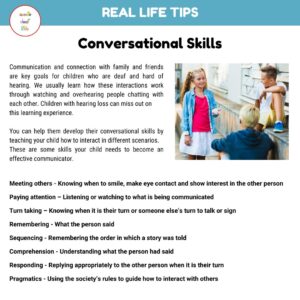 REAL LIFE TIPS
Conversational Skills
Communication and connection with family and friends
are key goals for children who are deaf and hard of
hearing. We usually learn how these interactions work
through watching and overhearing people chatting with
each other. Children with hearing loss can miss out on
this learning experience.
You can help them develop their conversational skills by
teaching your child how to interact in different scenarios.
These are some skills your child needs to become an
effective communicator.
Meeting others - Knowing when to smile, make eye contact and show interest in the other person
Paying attention – Listening or watching to what is being communicated
Turn taking – Knowing when it is their turn or someone else's turn to talk or sign
Remembering - What the person said
Sequencing - Remembering the order in which a story was told
Comprehension - Understanding what the person had said
Responding - Replying appropriately to the other person when it is their turn
Pragmatics - Using the society's rules to guide how to interact with others